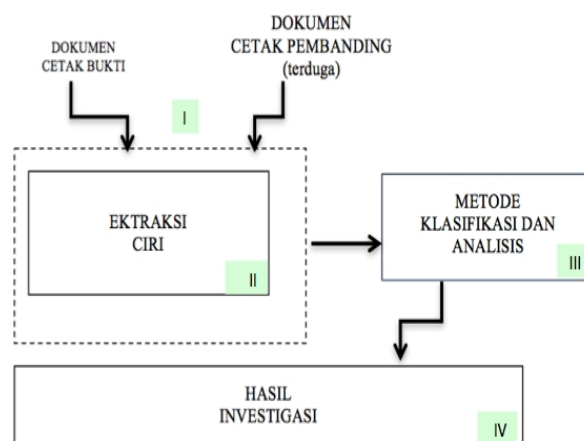 DOKUMEN
CETAK BUKTI
DOKUMEN
CETAK PEMBANDING
(terduga)
I
EKTRAKSI
CIRI
II
METODE
KLASIFIKASI DAN
ANALISIS
III
HASIL
INVESTIGASI
IV